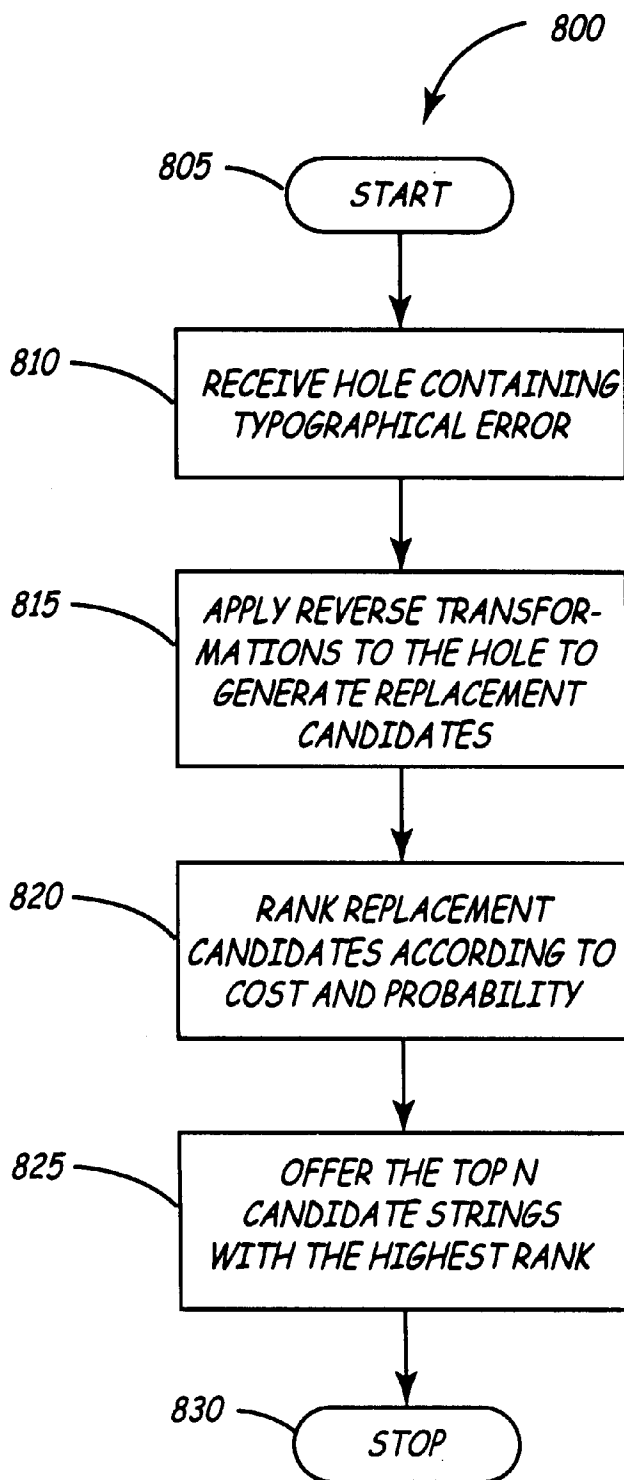 800
805
START
810
RECEIVE HOLE CONTAINING
TYPOGRAPHICAL ERROR
815
APPLY REVERSE TRANSFOR-
MATIONS TO THE HOLE TO
GENERATE REPLACEMENT
CANDIDATES
820
RANK REPLACEMENT
CANDIDATES ACCORDING TO
COST AND PROBABILITY
825
OFFER THE TOP N
CANDIDATE STRINGS
WITH THE HIGHEST RANK
830
STOP